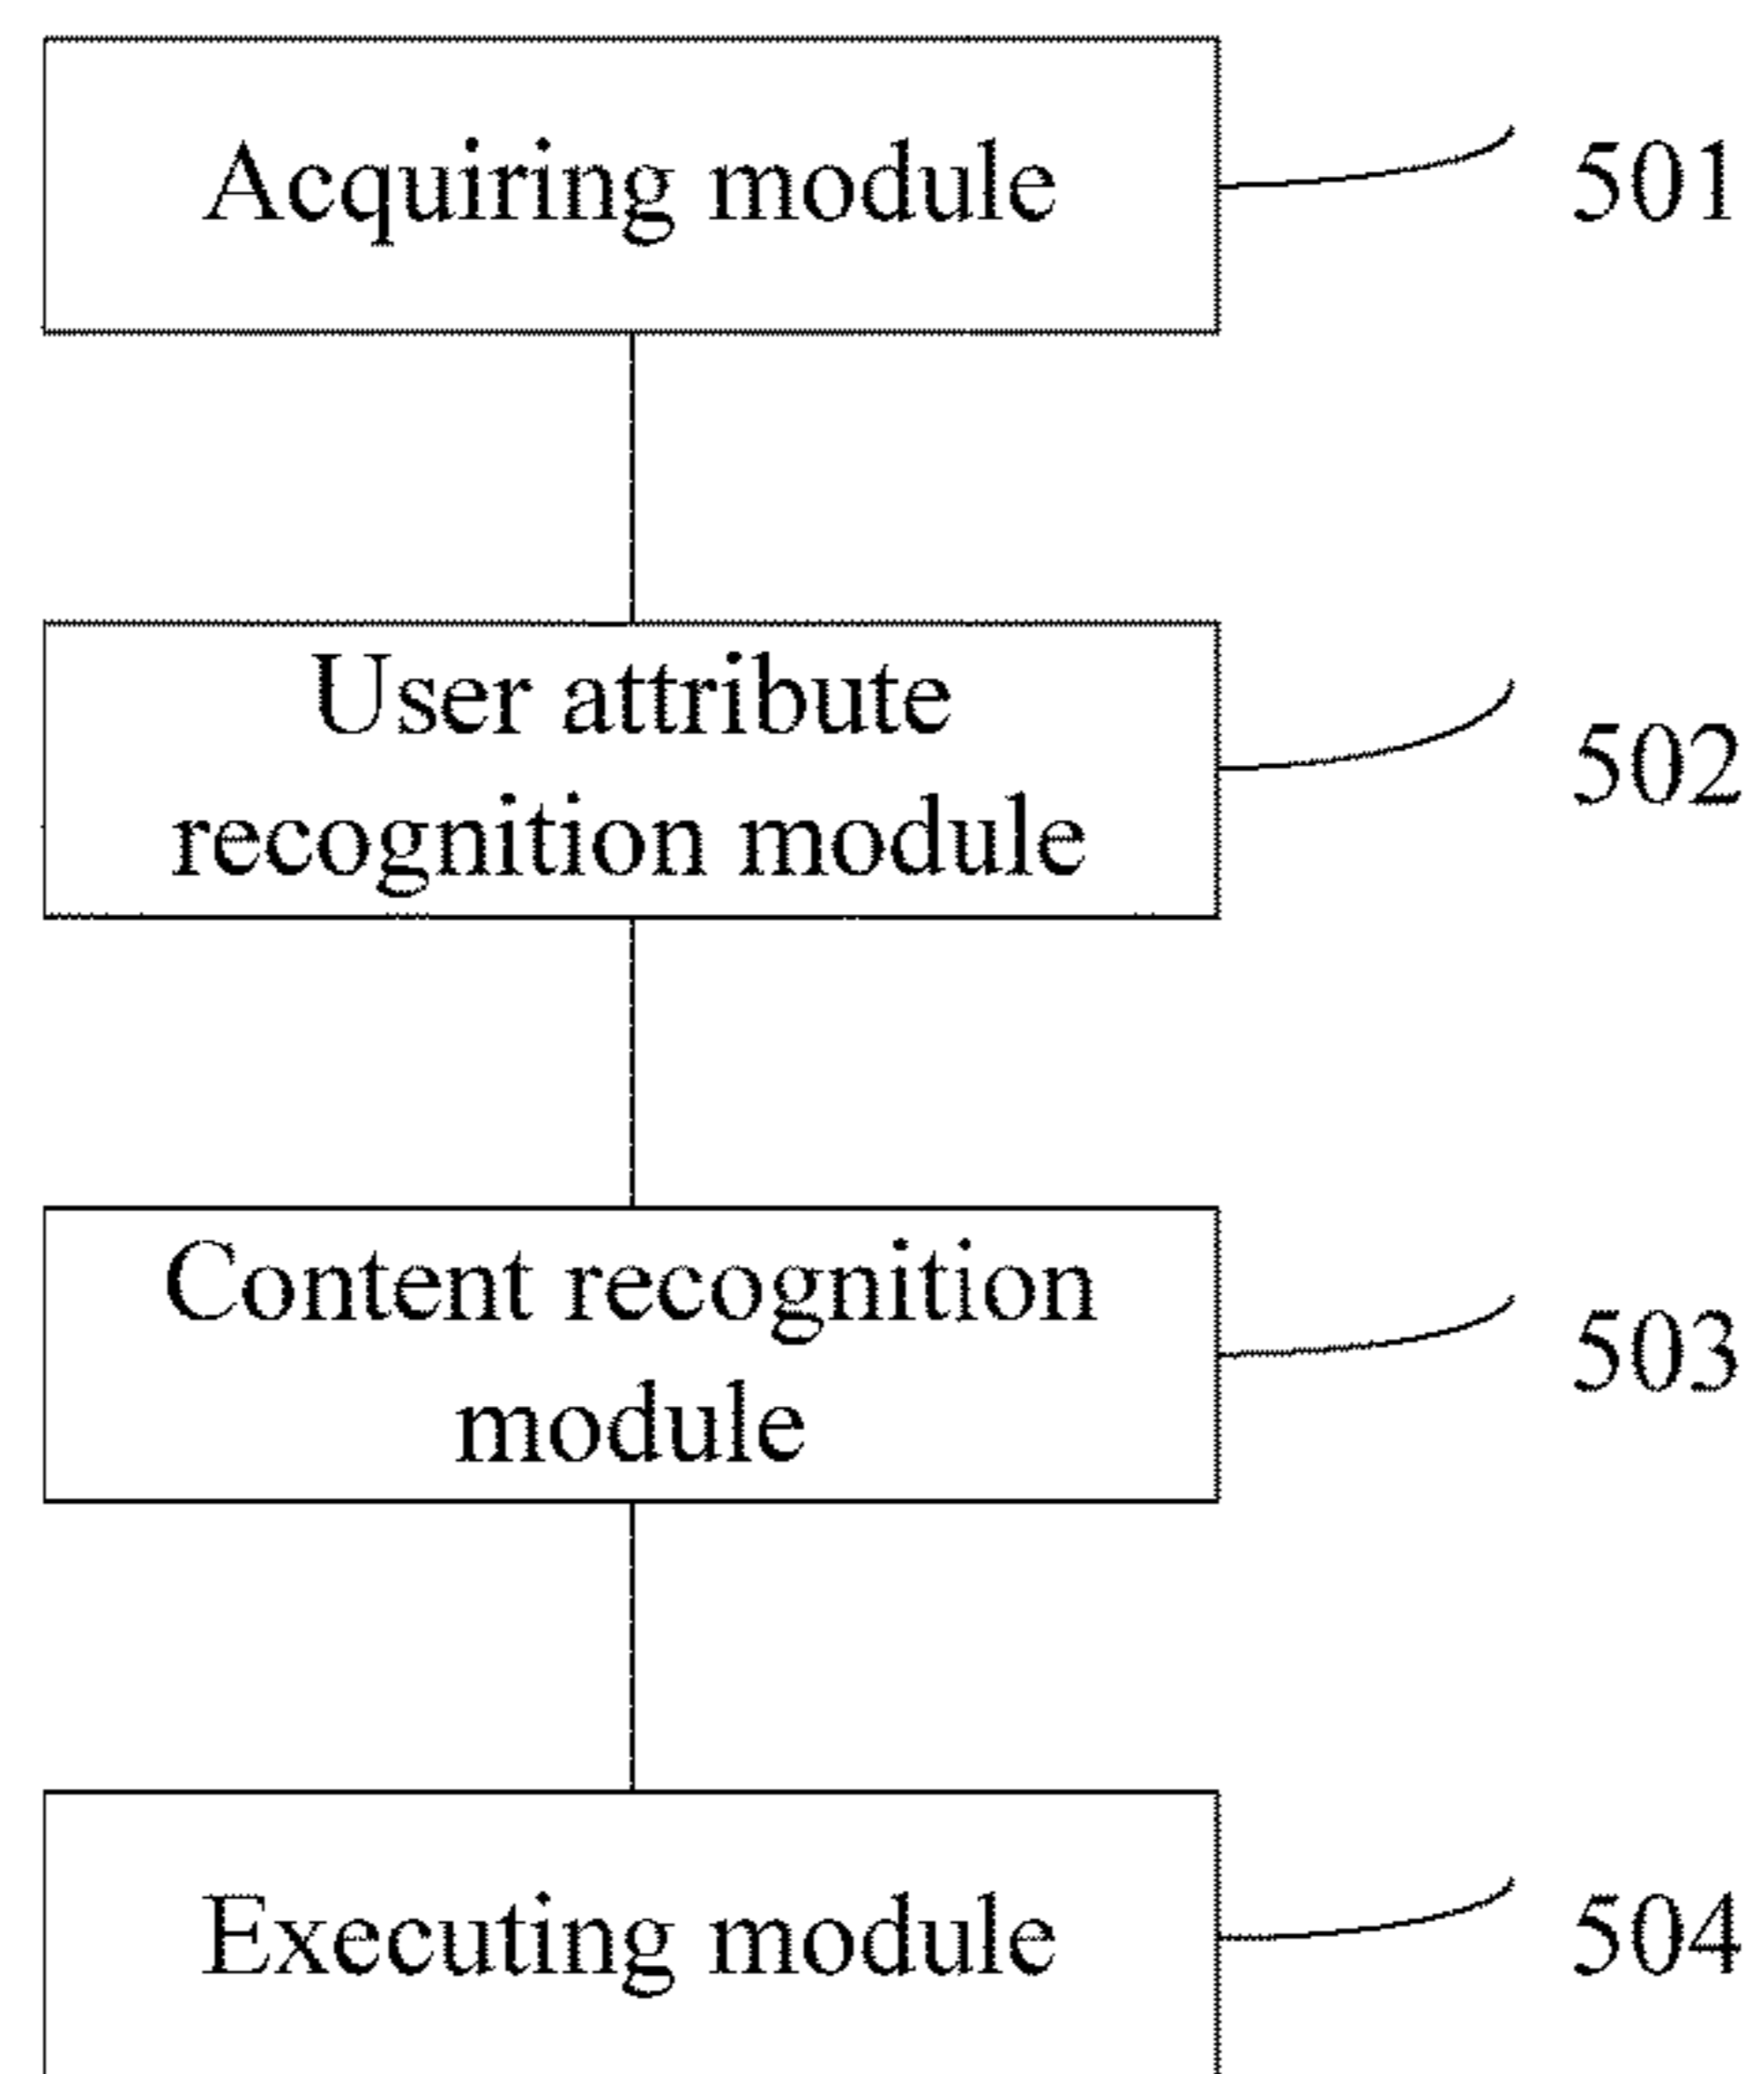 Acquiring module
501
User attribute
recognition module
502
Content recognition
module
503
Executing module
504